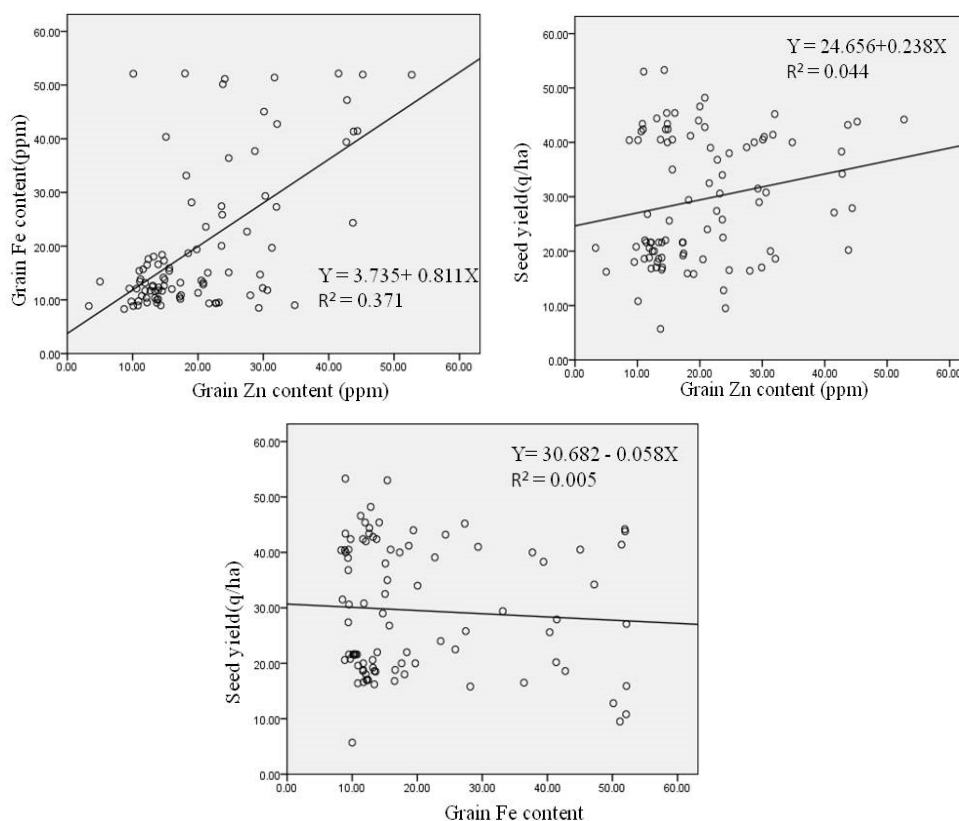 60.00
50.00
40.00
30.00
20.00
10.00
0.00
Grain Fe content(ppm)
Y = 3.735+ 0.811X
R² = 0.371
0.00 10.00 20.00 30.00 40.00 50.00 60.00
Grain Zn content (ppm)
60.00
50.00
40.00
30.00
20.00
10.00
0.00
Seed yield(q/ha)
Y = 24.656+0.238X
R² = 0.044
0.00 10.00 20.00 30.00 40.00 50.00 60.00
Grain Zn content (ppm)
60.00
50.00
40.00
30.00
20.00
10.00
0.00
Seed yield(q/ha)
Y= 30.682 - 0.058X
R² = 0.005
0.00 10.00 20.00 30.00 40.00 50.00 60.00
Grain Fe content